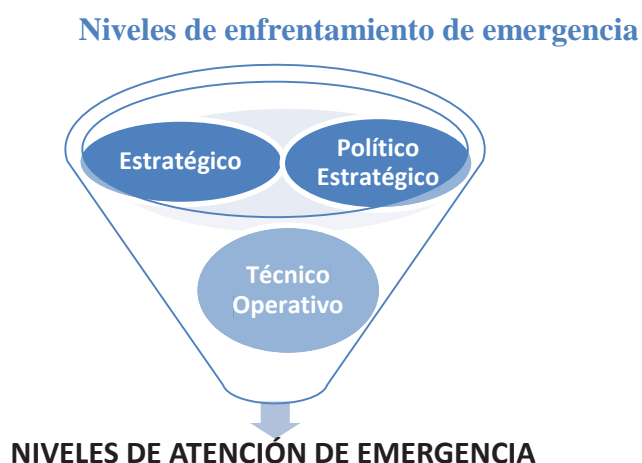 Niveles de enfrentamiento de emergencia
Estratégico
Político
Estratégico
Técnico
Operativo
NIVELES DE ATENCIÓN DE EMERGENCIA